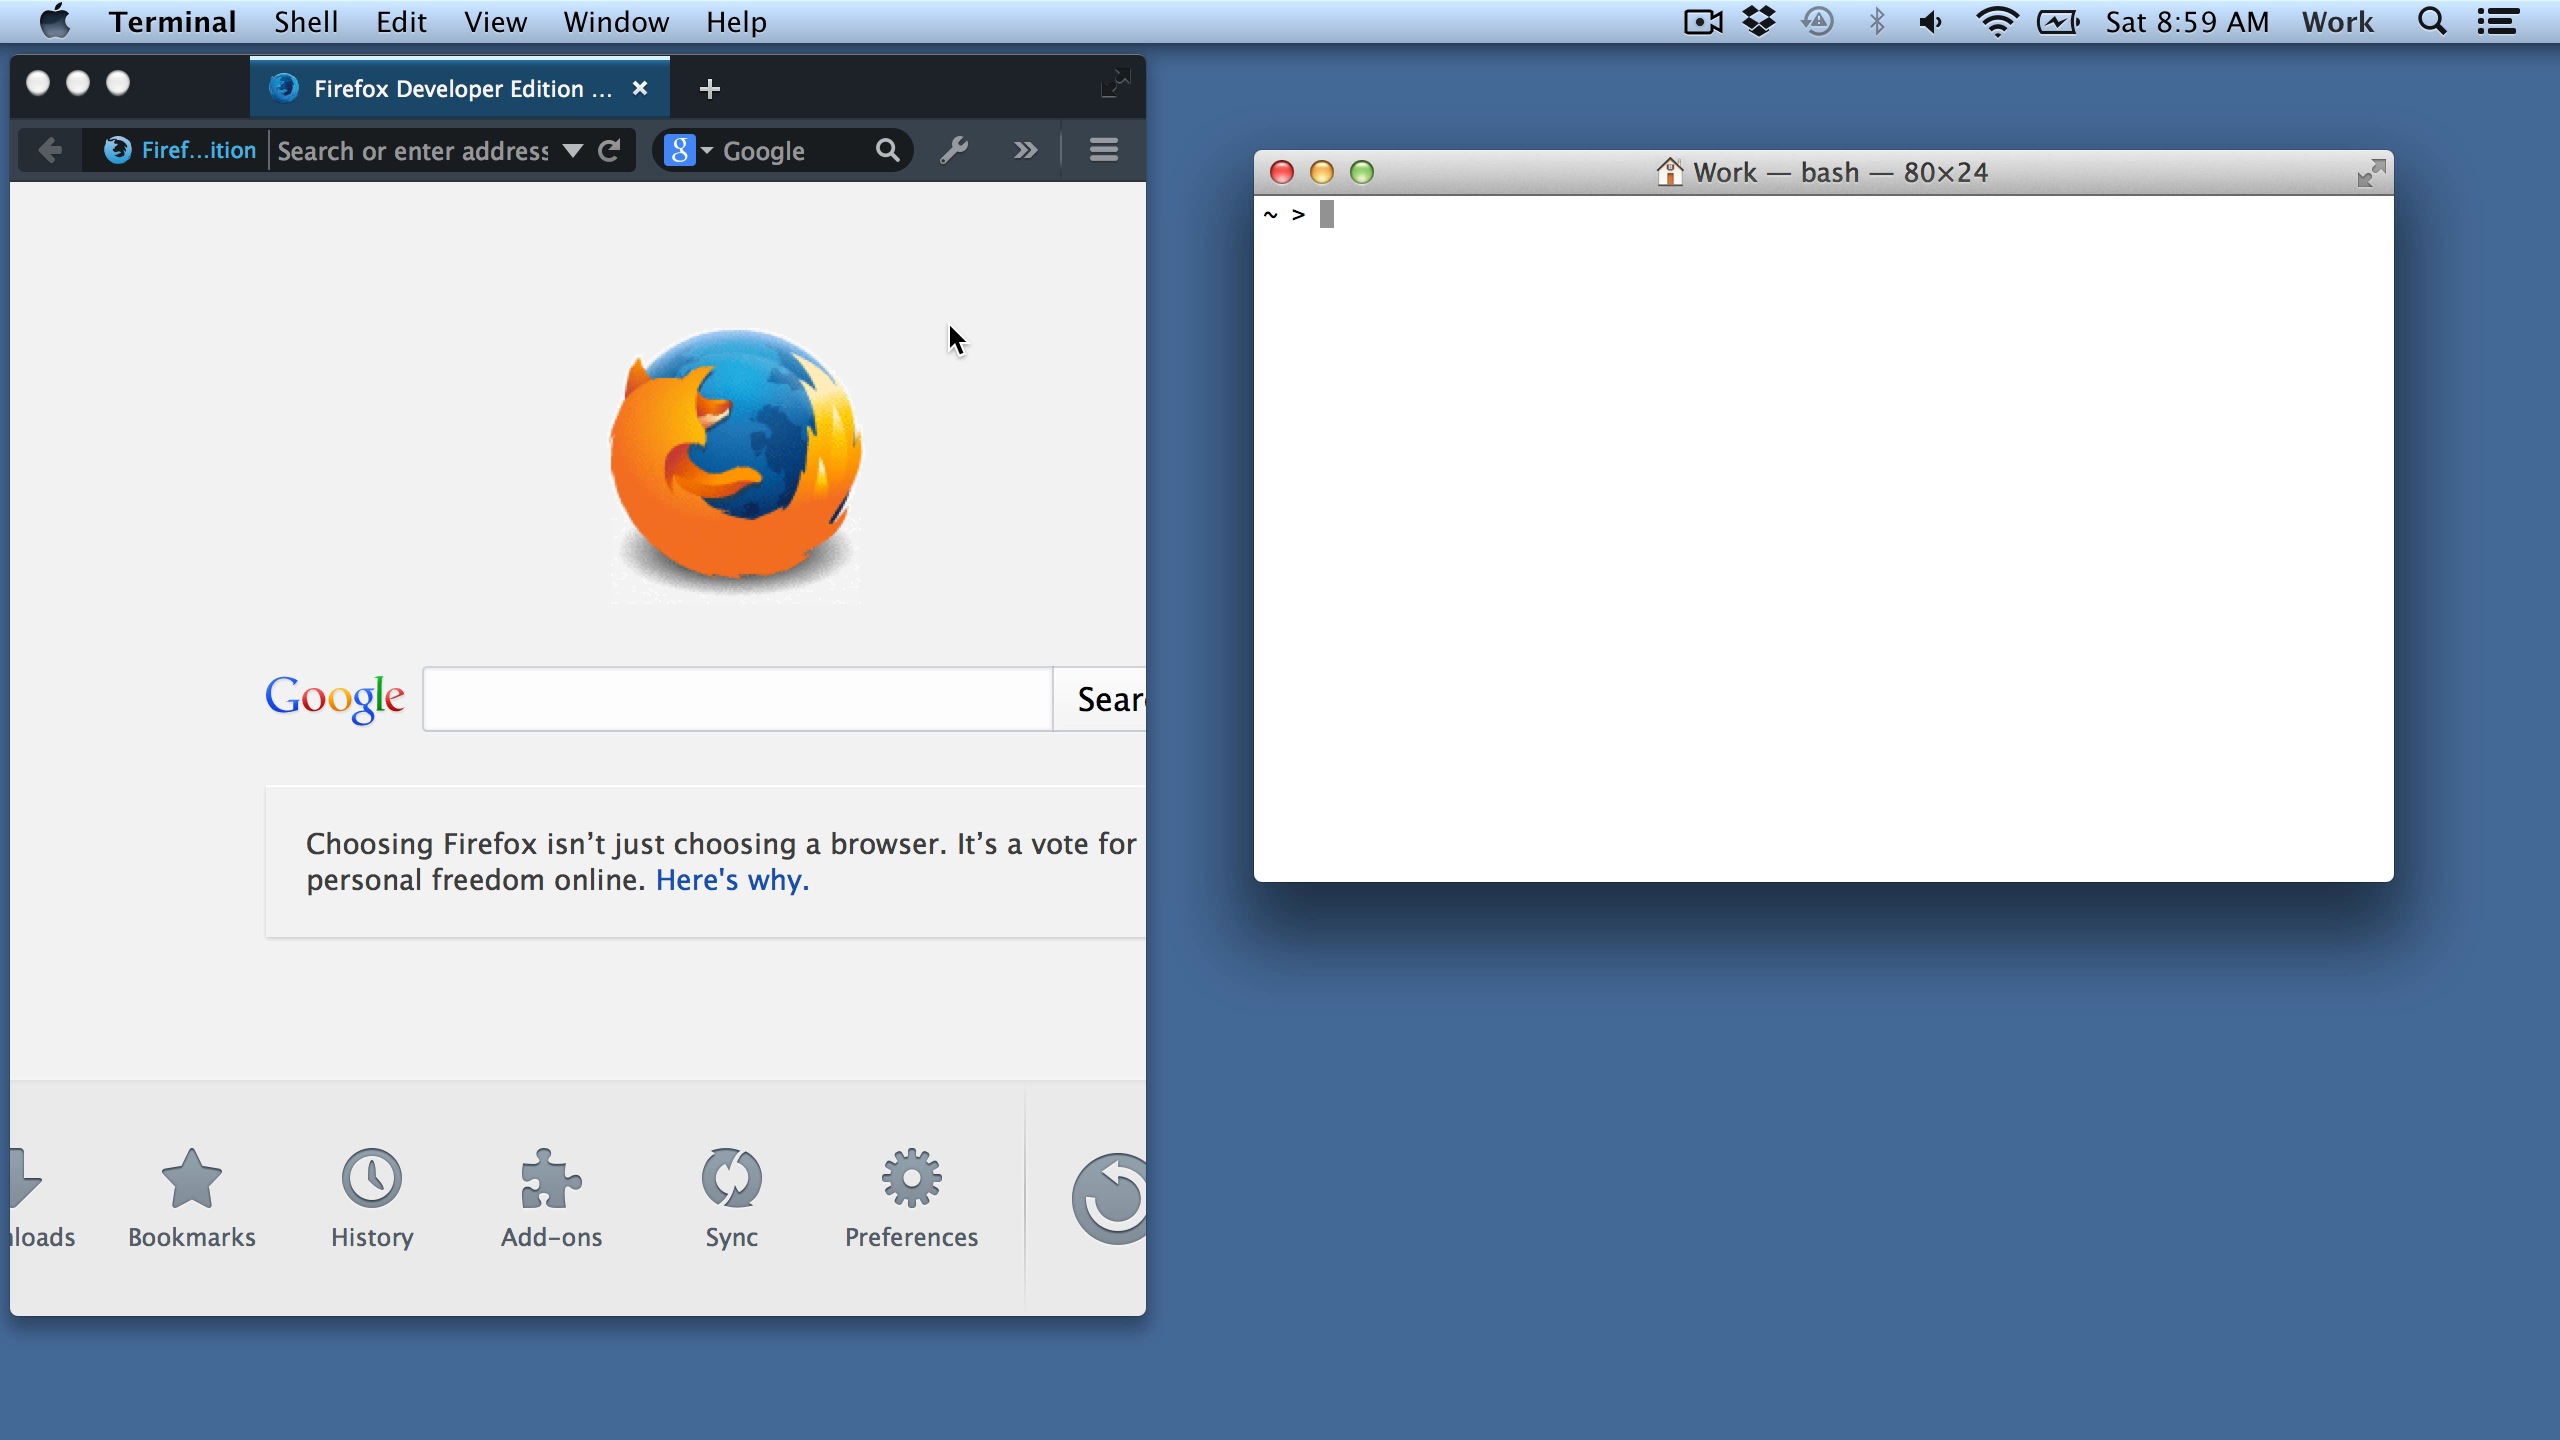 Terminal Shell Edit View Window Help Sat 8:59 AM Work
Firefox Developer Edition ...
Firef...ition Search or enter address Google
Google Sear
Choosing Firefox isn’t just choosing a browser. It’s a vote for
personal freedom online. Here's why.
loads Bookmarks History Add-ons Sync Preferences
Work — bash — 80×24
~ >